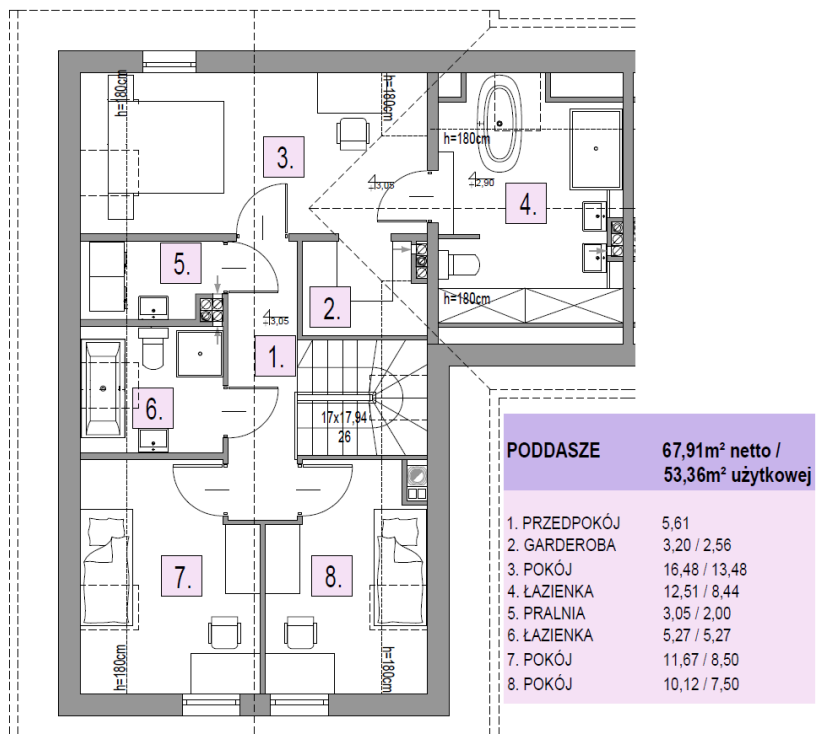 h=180cm
h=180cm
h=180cm
3.
3,05
2,90
4.
5.
2.
h=180cm
3,05
1.
6.
17x17,94
26
7.
8.
h=180cm
h=180cm
PODDASZE 67,91m² netto /
53,36m² użytkowej
1. PRZEDPOKÓJ 5,61
2. GARDEROBA 3,20 / 2,56
3. POKÓJ 16,48 / 13,48
4. ŁAZIENKA 12,51 / 8,44
5. PRALNIA 3,05 / 2,00
6. ŁAZIENKA 5,27 / 5,27
7. POKÓJ 11,67 / 8,50
8. POKÓJ 10,12 / 7,50